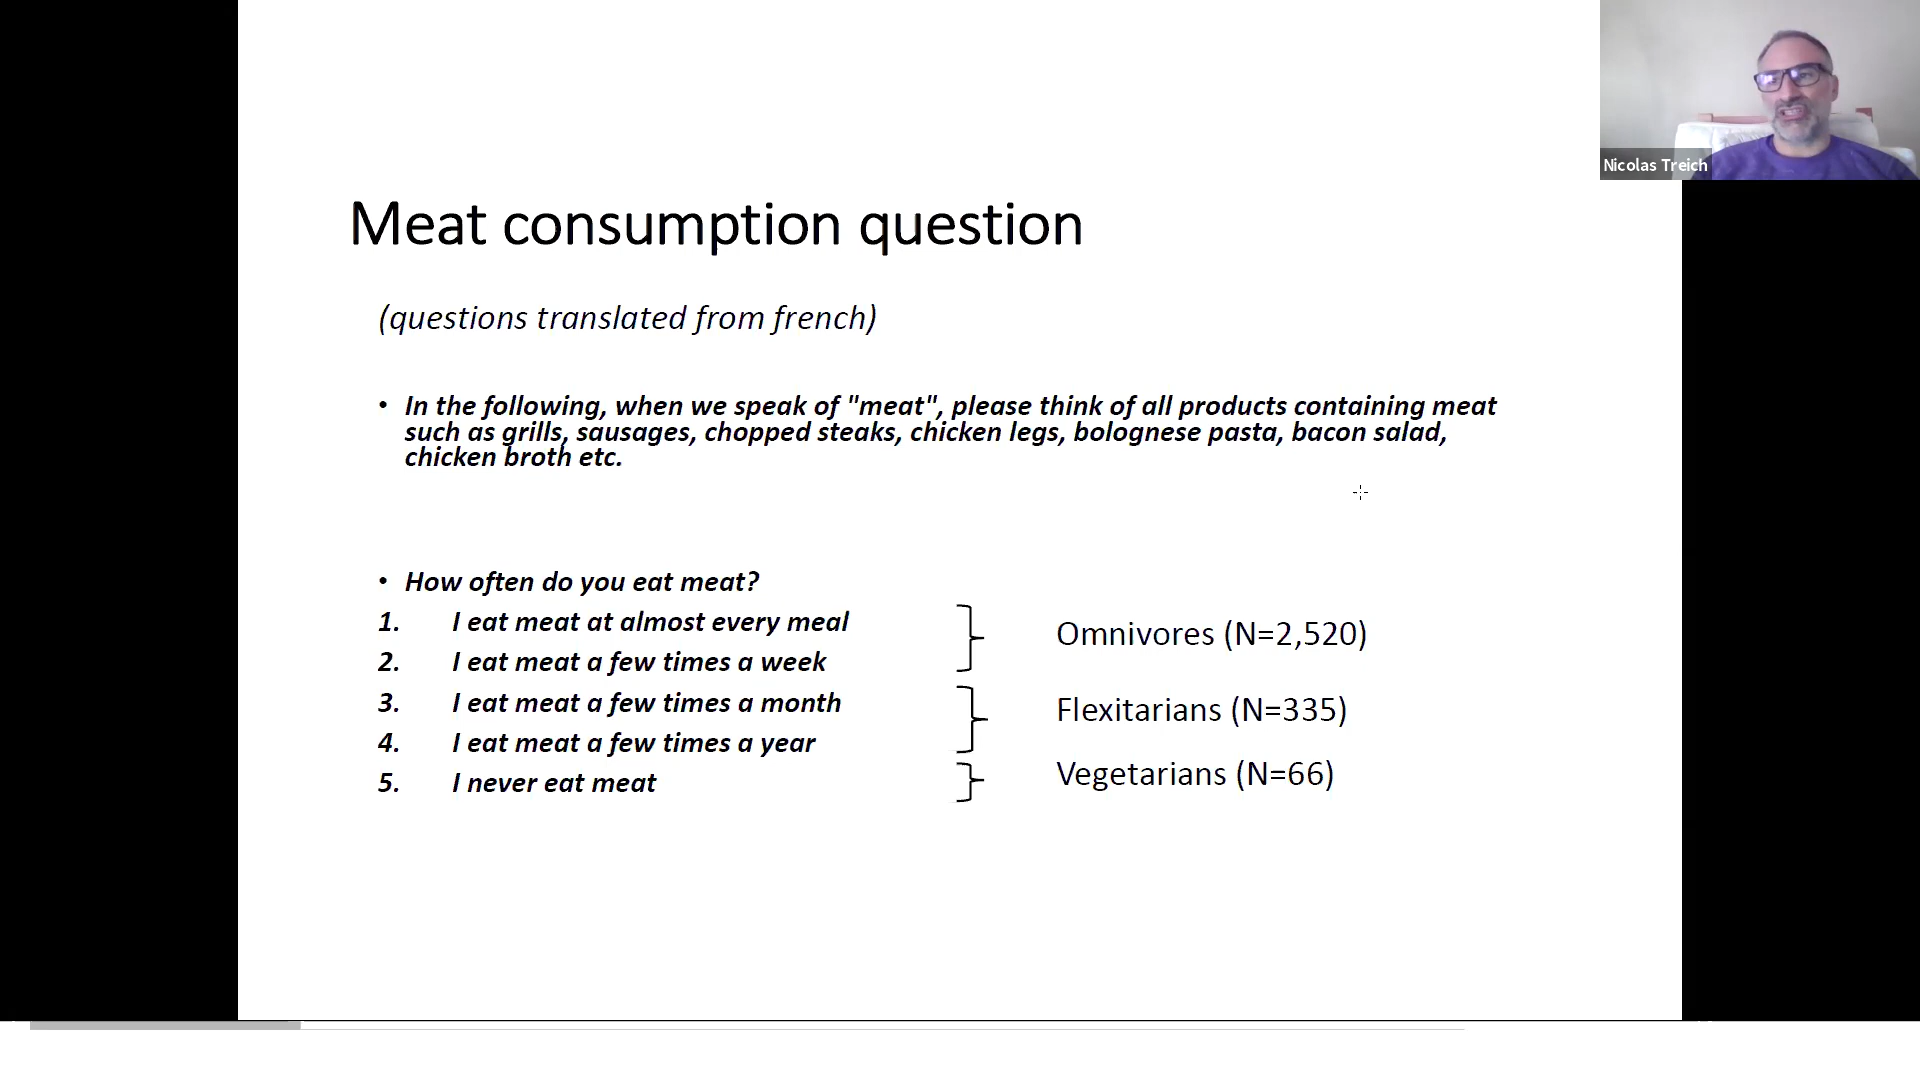 Nicolas Treich
Meat consumption question
(questions translated from french)
• In the following, when we speak of "meat", please think of all products containing meat
such as grills, sausages, chopped steaks, chicken legs, bolognese pasta, bacon salad,
chicken broth etc.
• How often do you eat meat?
1. I eat meat at almost every meal
2. I eat meat a few times a week
Omnivores (N=2,520)
3. I eat meat a few times a month
4. I eat meat a few times a year
Flexitarians (N=335)
5. I never eat meat
Vegetarians (N=66)